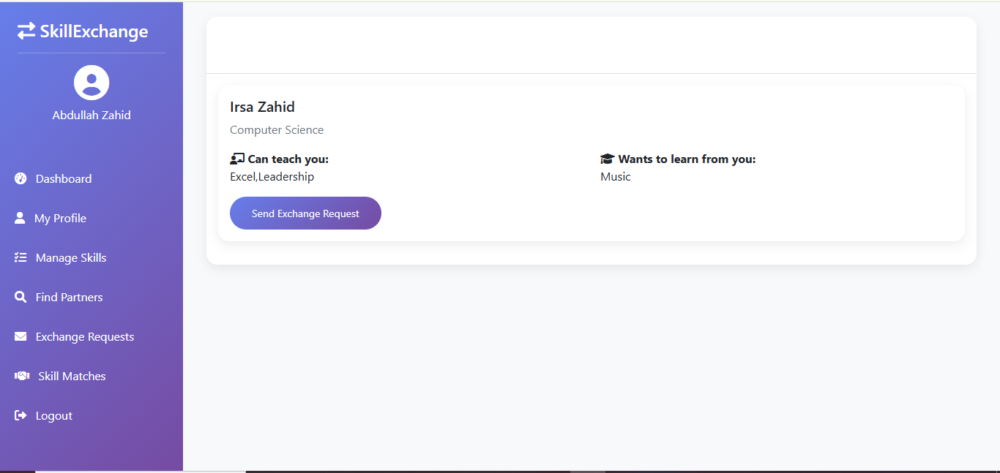 SkillExchange
Abdullah Zahid
Dashboard
My Profile
Manage Skills
Find Partners
Exchange Requests
Skill Matches
Logout
Irsa Zahid
Computer Science
Can teach you:
Excel,Leadership
Wants to learn from you:
Music
Send Exchange Request